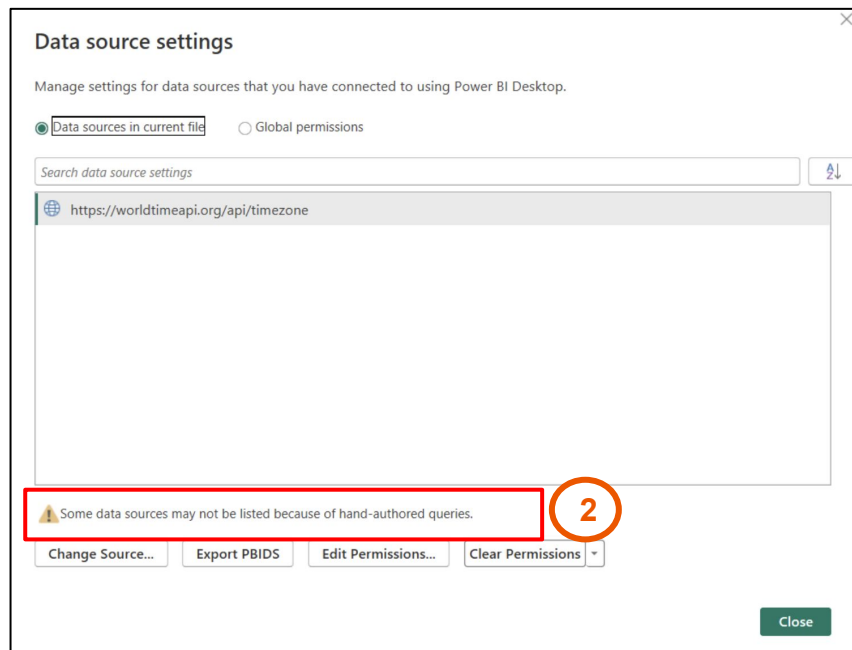 Data source settings
Manage settings for data sources that you have connected to using Power BI Desktop.
Data sources in current file
Global permissions
Search data source settings
https://worldtimeapi.org/api/timezone
Some data sources may not be listed because of hand-authored queries.
2
Change Source...
Export PBIDS
Edit Permissions...
Clear Permissions
Close